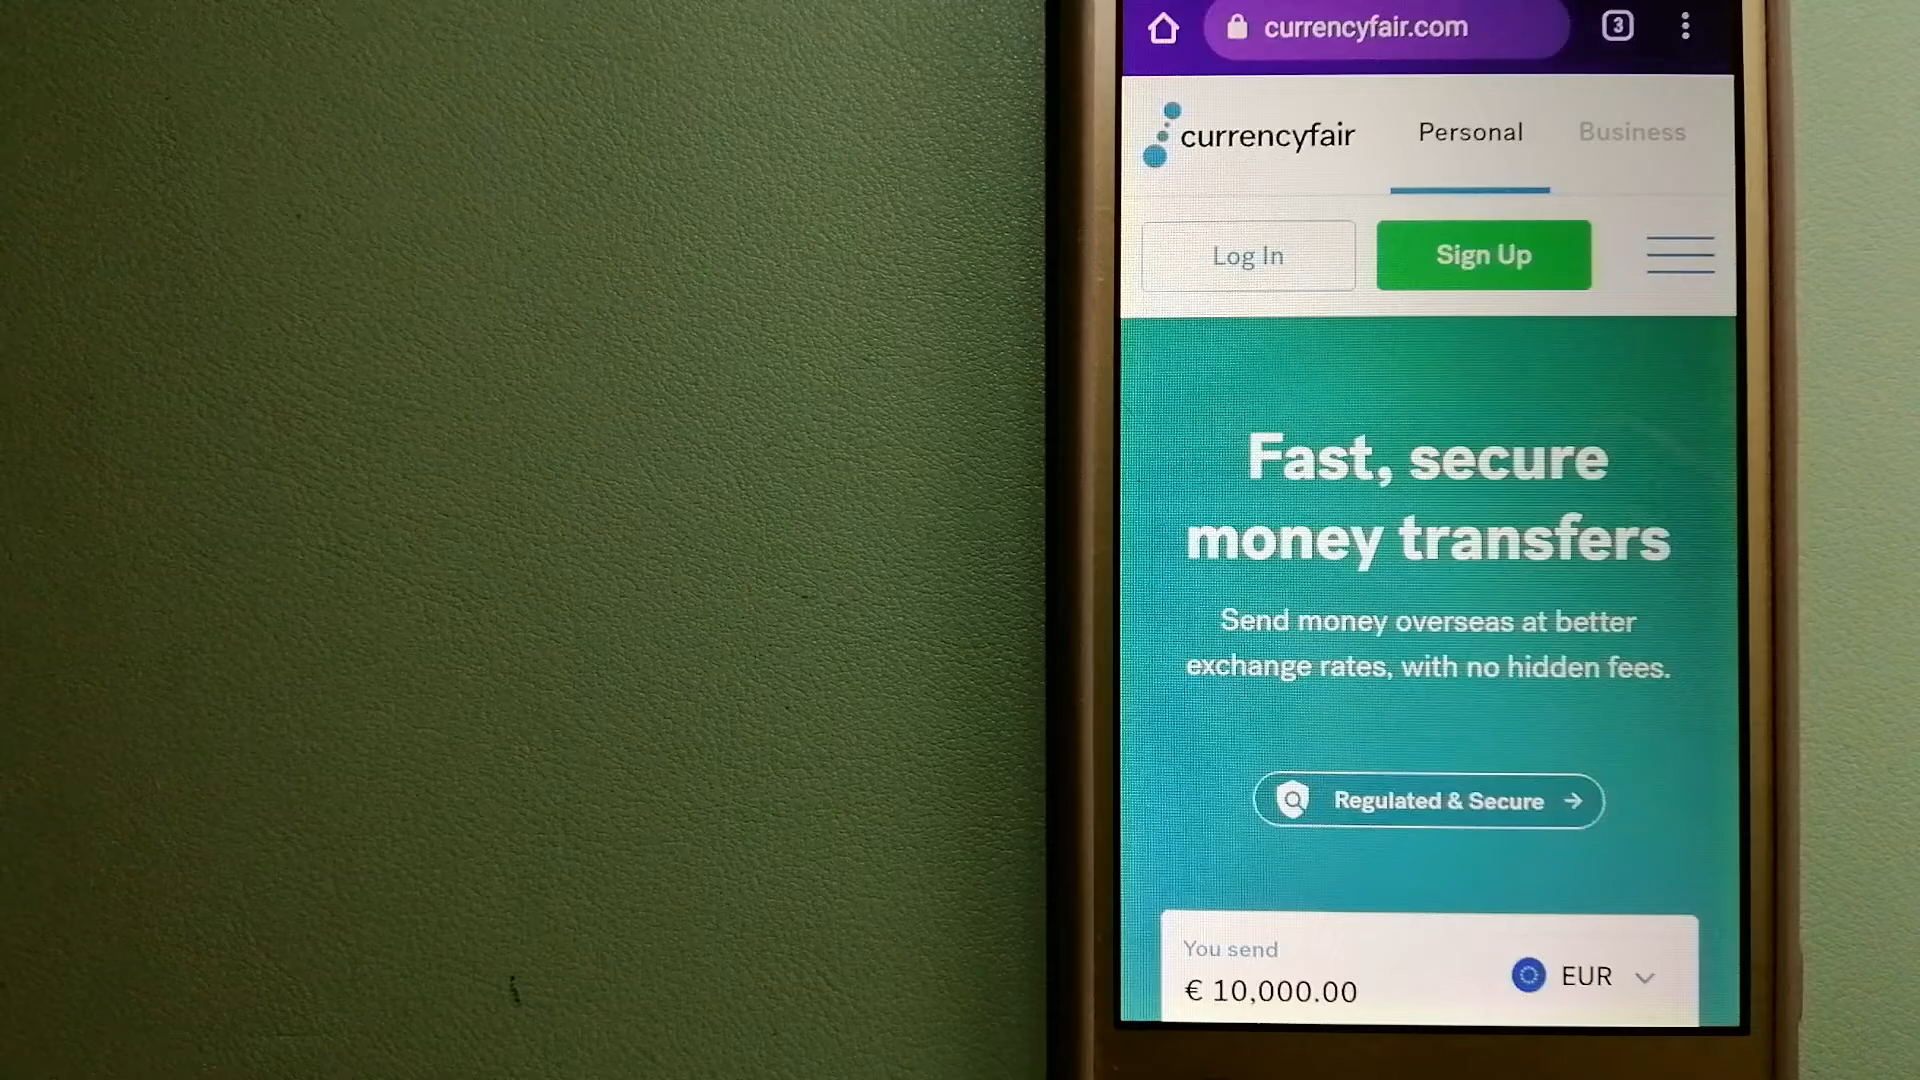 currencyfair.com
3
currencyfair
Personal
Business
Log In
Sign Up
Fast, secure
money transfers
Send money overseas at better
exchange rates, with no hidden fees.
Regulated & Secure →
You send
€ 10,000.00
EUR